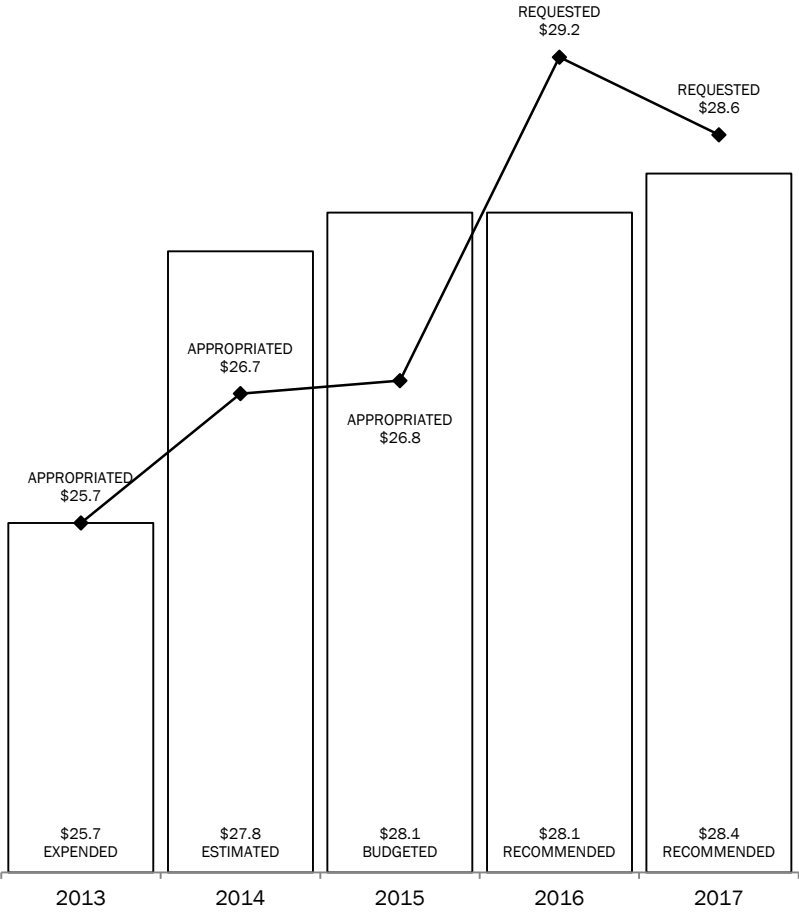 REQUESTED
$29.2
REQUESTED
$28.6
APPROPRIATED
$26.7
APPROPRIATED
$26.8
APPROPRIATED
$25.7
$25.7
EXPENDED
$27.8
ESTIMATED
$28.1
BUDGETED
$28.1
RECOMMENDED
$28.4
RECOMMENDED
2013
2014
2015
2016
2017